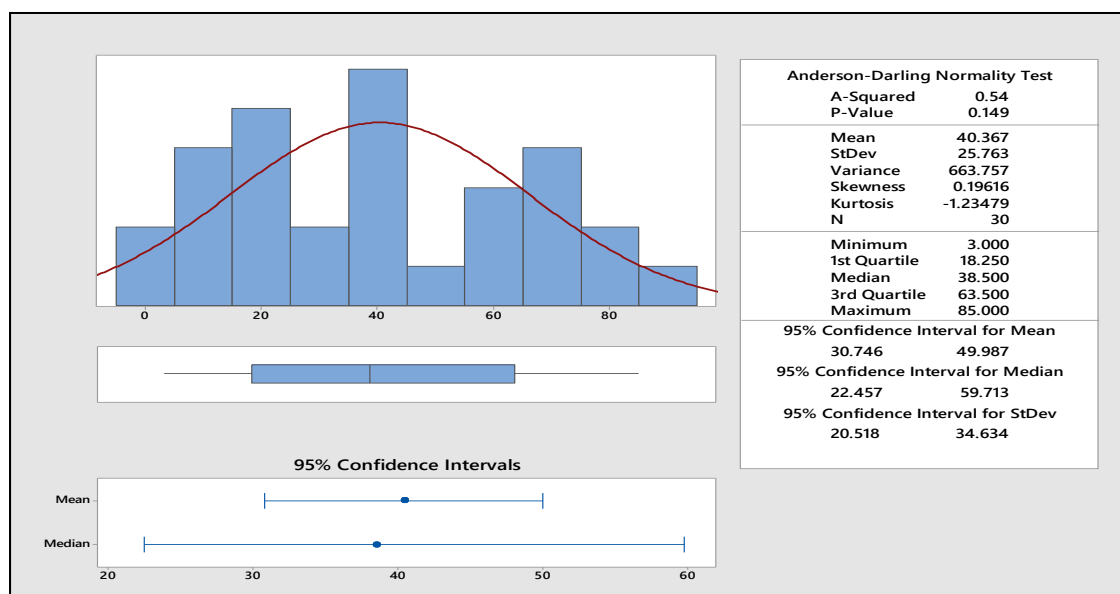 0 20 40 60 80
95% Confidence Intervals
Mean
Median
20 30 40 50 60
Anderson-Darling Normality Test
A-Squared 0.54
P-Value 0.149
Mean 40.367
StDev 25.763
Variance 663.757
Skewness 0.19616
Kurtosis -1.23479
N 30
Minimum 3.000
1st Quartile 18.250
Median 38.500
3rd Quartile 63.500
Maximum 85.000
95% Confidence Interval for Mean
30.746 49.987
95% Confidence Interval for Median
22.457 59.713
95% Confidence Interval for StDev
20.518 34.634